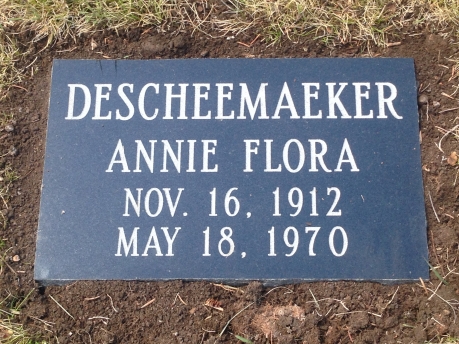 DESCHEEMAEKER
ANNIE FLORA
NOV. 16, 1912
MAY 18, 1970